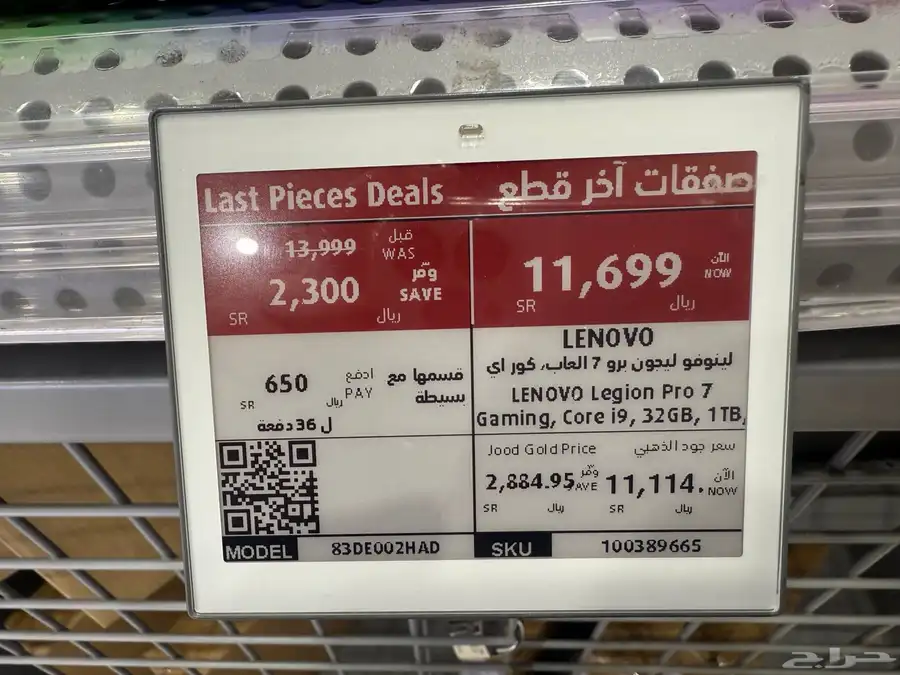 Last Pieces Deals صفقات آخر قطع
13,999 قبل
WAS
2,300 وفّر
SAVE
SR ريال
11,699 الآن
NOW
SR ريال
LENOVO
لينوفو ليجون برو 7 العاب، كور اي
LENOVO Legion Pro 7
Gaming, Core i9, 32GB, 1TB,
650 ادفع قسمها مع
SR ريال PAY بسيطة
ل 36 دفعة
Jood Gold Price سعر جود الذهبي
2,884.95 وفّر SAVE 11,114. الآن NOW
SR ريال SR ريال
MODEL 83DE002HAD SKU 100389665
حراج